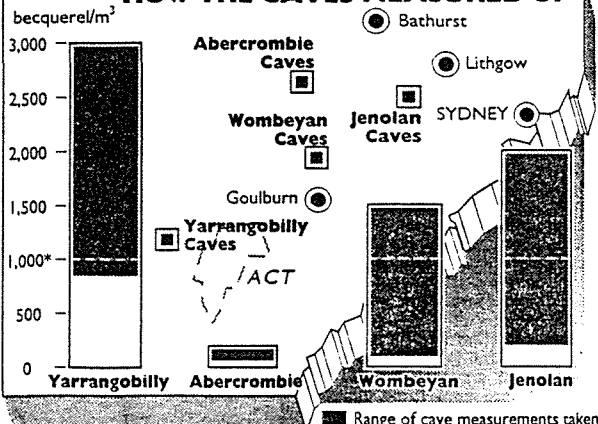 HOW THE CAVES MEASURED UP
becquerel/m³
3,000
2,500
2,000
1,500
1,000*
500
0
Bathurst
Abercrombie
Caves
Lithgow
Wombeyan
Caves
Jenolan
Caves
SYDNEY
Goulburn
Yarrangobilly
Caves
ACT
Yarrangobilly
Abercrombie
Wombeyan
Jenolan
Range of cave measurements taken